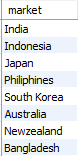 market
India
Indonesia
Japan
Philiphines
South Korea
Australia
Newzealand
Bangladesh